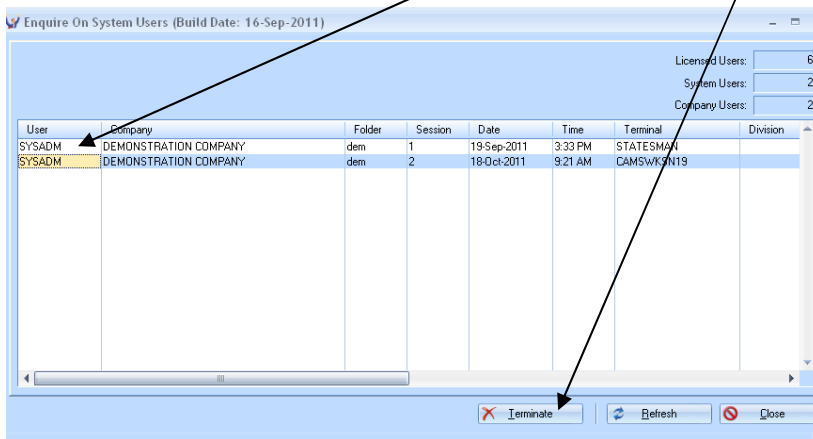 Enquire On System Users (Build Date: 16-Sep-2011)
Licensed Users: 6
System Users: 2
Company Users: 2
User Company Folder Session Date Time Terminal Division
SYSADM DEMONSTRATION COMPANY dem 1 19-Sep-2011 3:33 PM STATESMAN
SYSADM DEMONSTRATION COMPANY dem 2 18-Oct-2011 9:21 AM CAMSWKSN19
Terminate Refresh Close